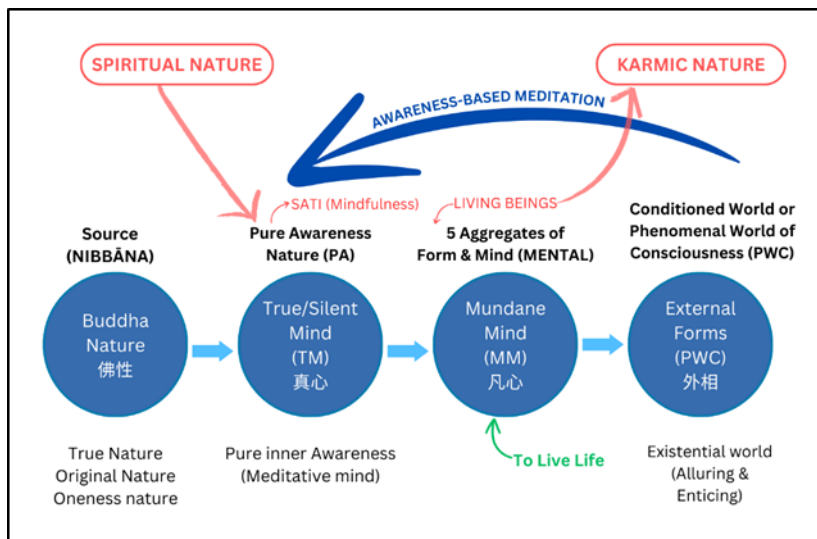 SPIRITUAL NATURE
KARMIC NATURE
AWARENESS-BASED MEDITATION
SATI (Mindfulness)
LIVING BEINGS
Source
(NIBBĀNA)
Pure Awareness
Nature (PA)
5 Aggregates of
Form & Mind (MENTAL)
Conditioned World or
Phenomenal World of
Consciousness (PWC)
Buddha
Nature
佛性
True/Silent
Mind
(TM)
真心
Mundane
Mind
(MM)
凡心
External
Forms
(PWC)
外相
True Nature
Original Nature
Oneness nature
Pure inner Awareness
(Meditative mind)
To Live Life
Existential world
(Alluring &
Enticing)